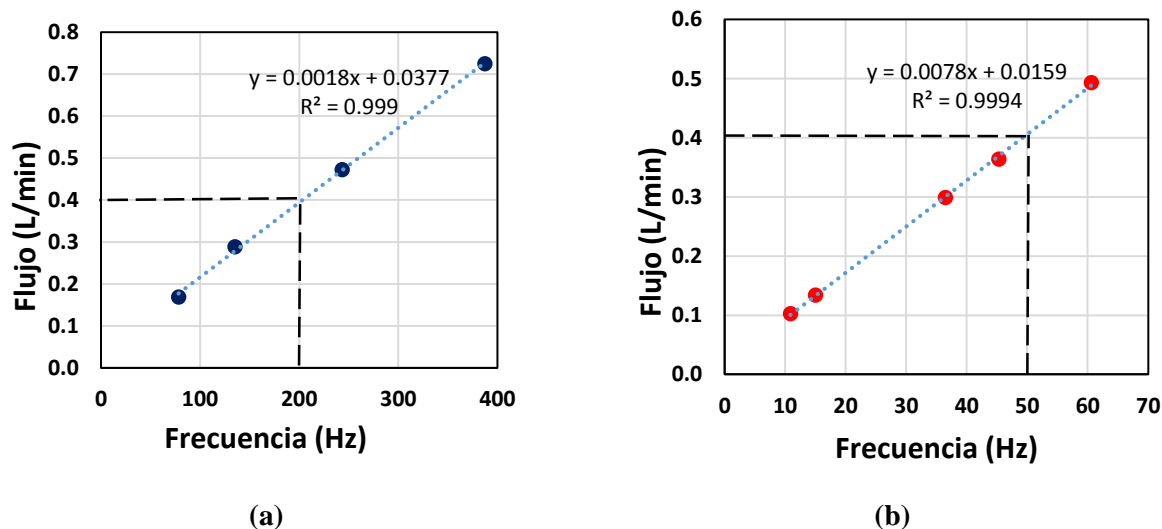 0.8
0.7
0.6
0.5
0.4
0.3
0.2
0.1
0.0
Flujo (L/min)
y = 0.0018x + 0.0377
R² = 0.999
0 100 200 300 400
Frecuencia (Hz)
(a)
0.6
0.5
0.4
0.3
0.2
0.1
0.0
Flujo (L/min)
y = 0.0078x + 0.0159
R² = 0.9994
0 10 20 30 40 50 60 70
Frecuencia (Hz)
(b)